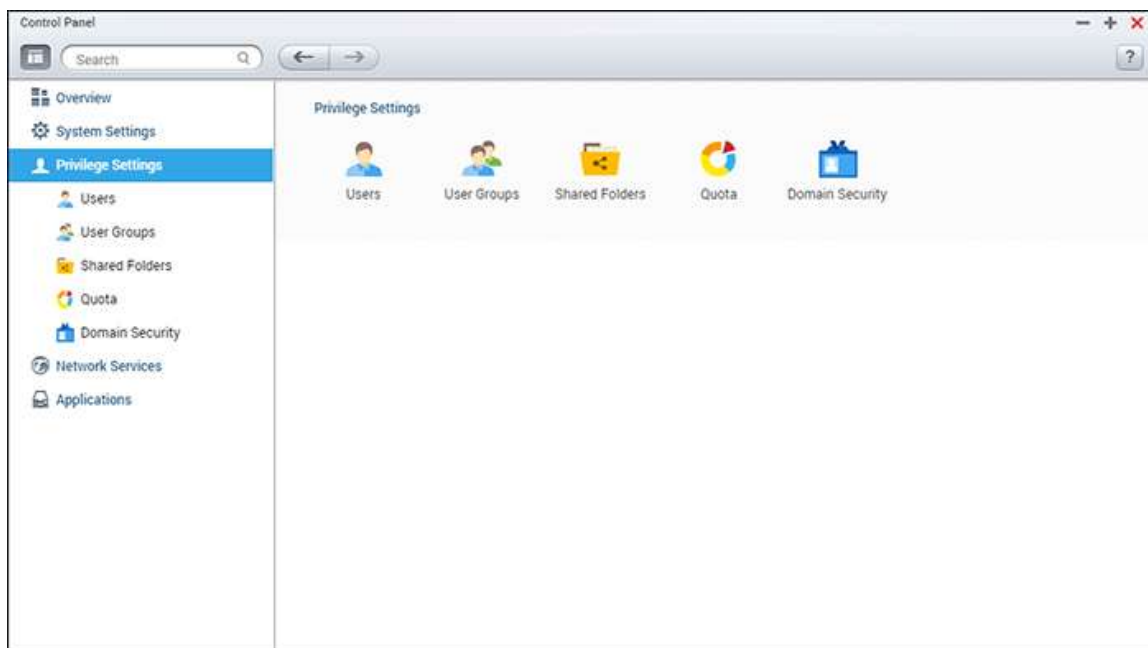 Control Panel
Search
?
Overview
System Settings
Privilege Settings
Users
User Groups
Shared Folders
Quota
Domain Security
Network Services
Applications
Privilege Settings
Users
User Groups
Shared Folders
Quota
Domain Security